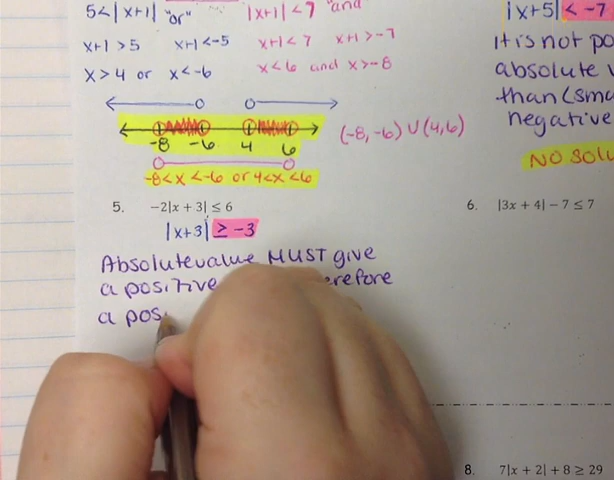 5<|x+1| "or" |x+1|<7 "and
x+1>5 x+1<-5 x+1<7 x+1>-7
x>4 or x<-6 x<6 and x>-8
-8 -6 4 6
(-8,-6) ∪ (4,6)
-8<x<-6 or 4<x<6
|x+5| < -7
It is not po
absolute v
than (sma
negative
NO SOLU
5. -2|x + 3| ≤ 6
|x+3| ≥ -3
Absolute value MUST give
a positive erefore
a pos
6. |3x + 4| - 7 ≤ 7
8. 7|x + 2| + 8 ≥ 29